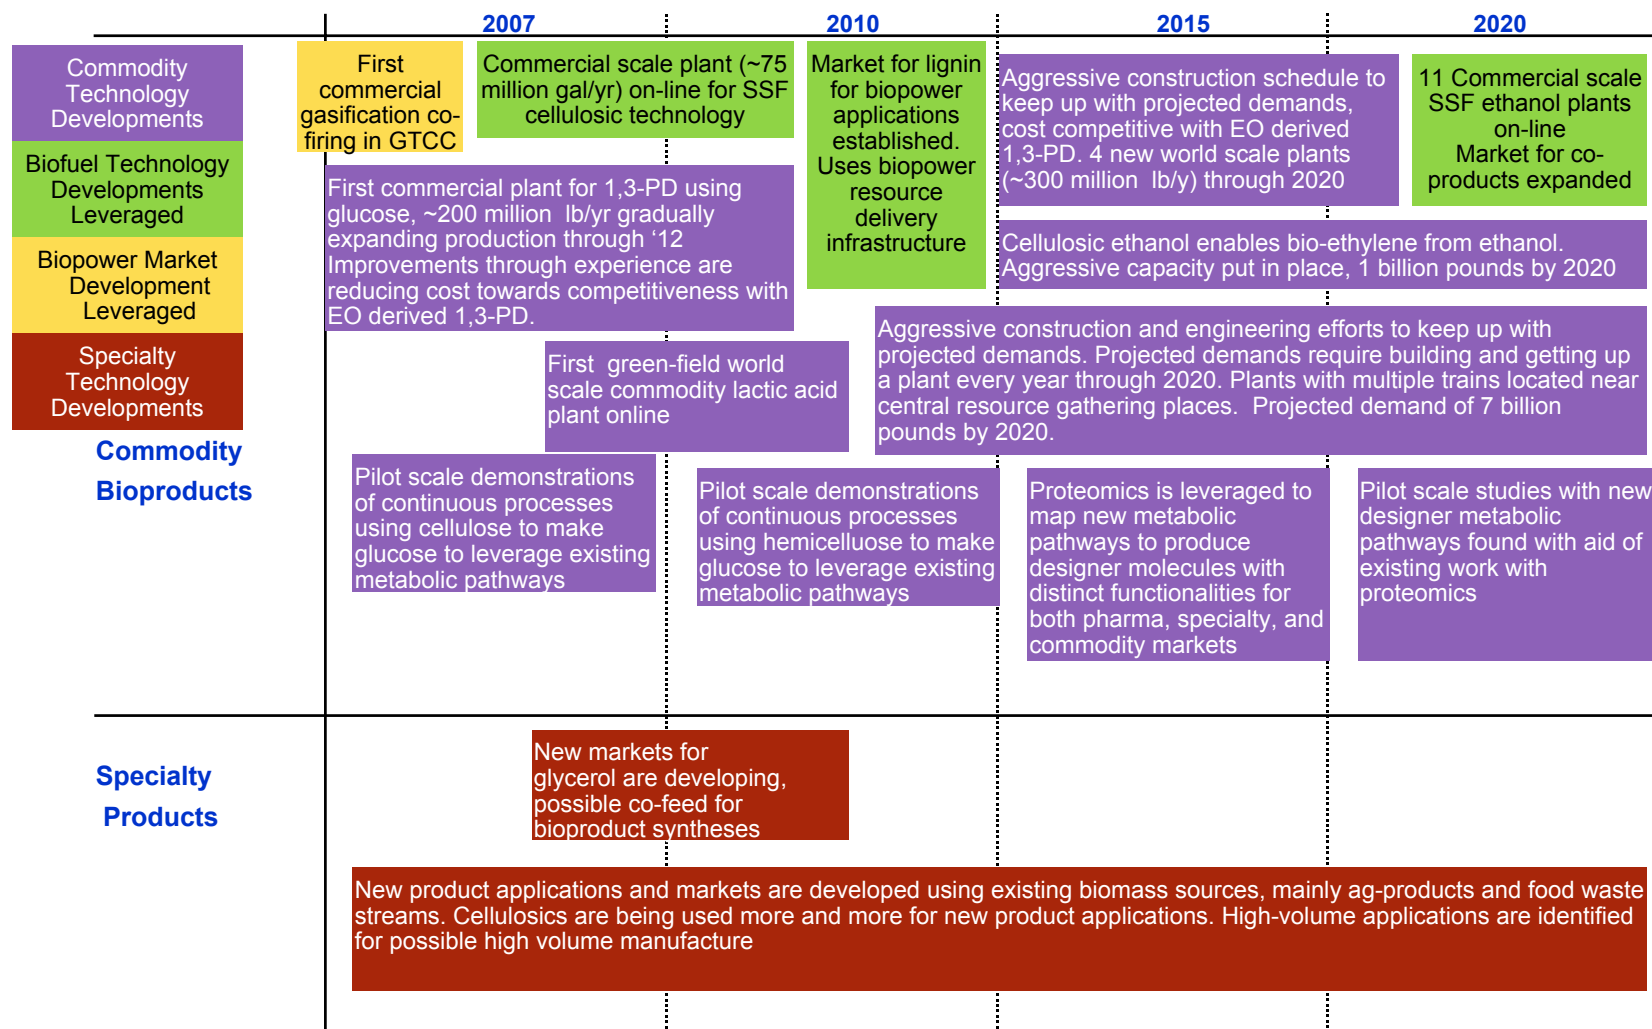 2007
2010
2015
2020
Commodity
Technology
Developments
Biofuel Technology
Developments
Leveraged
Biopower Market
Development
Leveraged
Specialty
Technology
Developments
Commodity
Bioproducts
First
commercial
gasification co-
firing in GTCC
Commercial scale plant (~75
million gal/yr) on-line for SSF
cellulosic technology
Market for lignin
for biopower
applications
established.
Uses biopower
resource
delivery
infrastructure
Aggressive construction schedule to
keep up with projected demands,
cost competitive with EO derived
1,3-PD. 4 new world scale plants
(~300 million lb/y) through 2020
11 Commercial scale
SSF ethanol plants
on-line
Market for co-
products expanded
First commercial plant for 1,3-PD using
glucose, ~200 million lb/yr gradually
expanding production through ‘12
Improvements through experience are
reducing cost towards competitiveness with
EO derived 1,3-PD.
Cellulosic ethanol enables bio-ethylene from ethanol.
Aggressive capacity put in place, 1 billion pounds by 2020
First green-field world
scale commodity lactic acid
plant online
Aggressive construction and engineering efforts to keep up with
projected demands. Projected demands require building and getting up
a plant every year through 2020. Plants with multiple trains located near
central resource gathering places. Projected demand of 7 billion
pounds by 2020.
Pilot scale demonstrations
of continuous processes
using cellulose to make
glucose to leverage existing
metabolic pathways
Pilot scale demonstrations
of continuous processes
using hemicelluose to make
glucose to leverage existing
metabolic pathways
Proteomics is leveraged to
map new metabolic
pathways to produce
designer molecules with
distinct functionalities for
both pharma, specialty, and
commodity markets
Pilot scale studies with new
designer metabolic
pathways found with aid of
existing work with
proteomics
Specialty
Products
New markets for
glycerol are developing,
possible co-feed for
bioproduct syntheses
New product applications and markets are developed using existing biomass sources, mainly ag-products and food waste
streams. Cellulosics are being used more and more for new product applications. High-volume applications are identified
for possible high volume manufacture